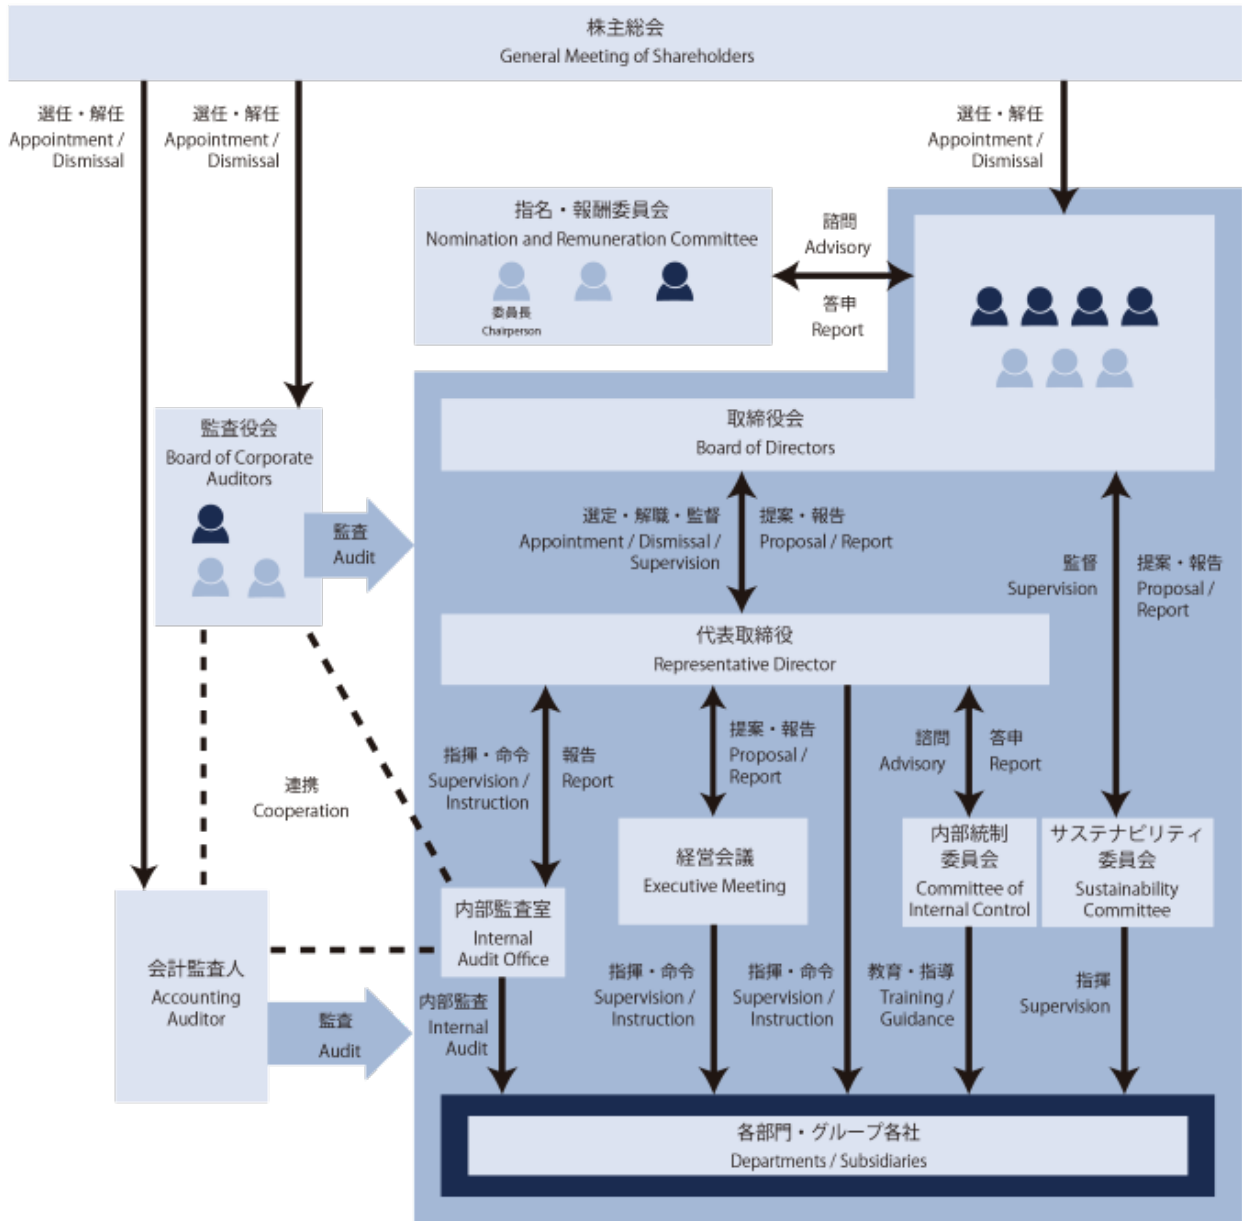 株主総会
General Meeting of Shareholders
選任・解任
Appointment /
Dismissal
選任・解任
Appointment /
Dismissal
選任・解任
Appointment /
Dismissal
指名・報酬委員会
Nomination and Remuneration Committee
委員長
Chairperson
諮問
Advisory
答申
Report
取締役会
Board of Directors
監査役会
Board of Corporate
Auditors
監査
Audit
選定・解職・監督
Appointment / Dismissal /
Supervision
提案・報告
Proposal / Report
監督
Supervision
提案・報告
Proposal /
Report
代表取締役
Representative Director
指揮・命令
Supervision /
Instruction
報告
Report
提案・報告
Proposal /
Report
諮問
Advisory
答申
Report
連携
Cooperation
内部監査室
Internal
Audit Office
経営会議
Executive Meeting
内部統制
委員会
Committee of
Internal Control
サステナビリティ
委員会
Sustainability
Committee
会計監査人
Accounting
Auditor
監査
Audit
内部監査
Internal
Audit
指揮・命令
Supervision /
Instruction
指揮・命令
Supervision /
Instruction
教育・指導
Training /
Guidance
指揮
Supervision
各部門・グループ各社
Departments / Subsidiaries